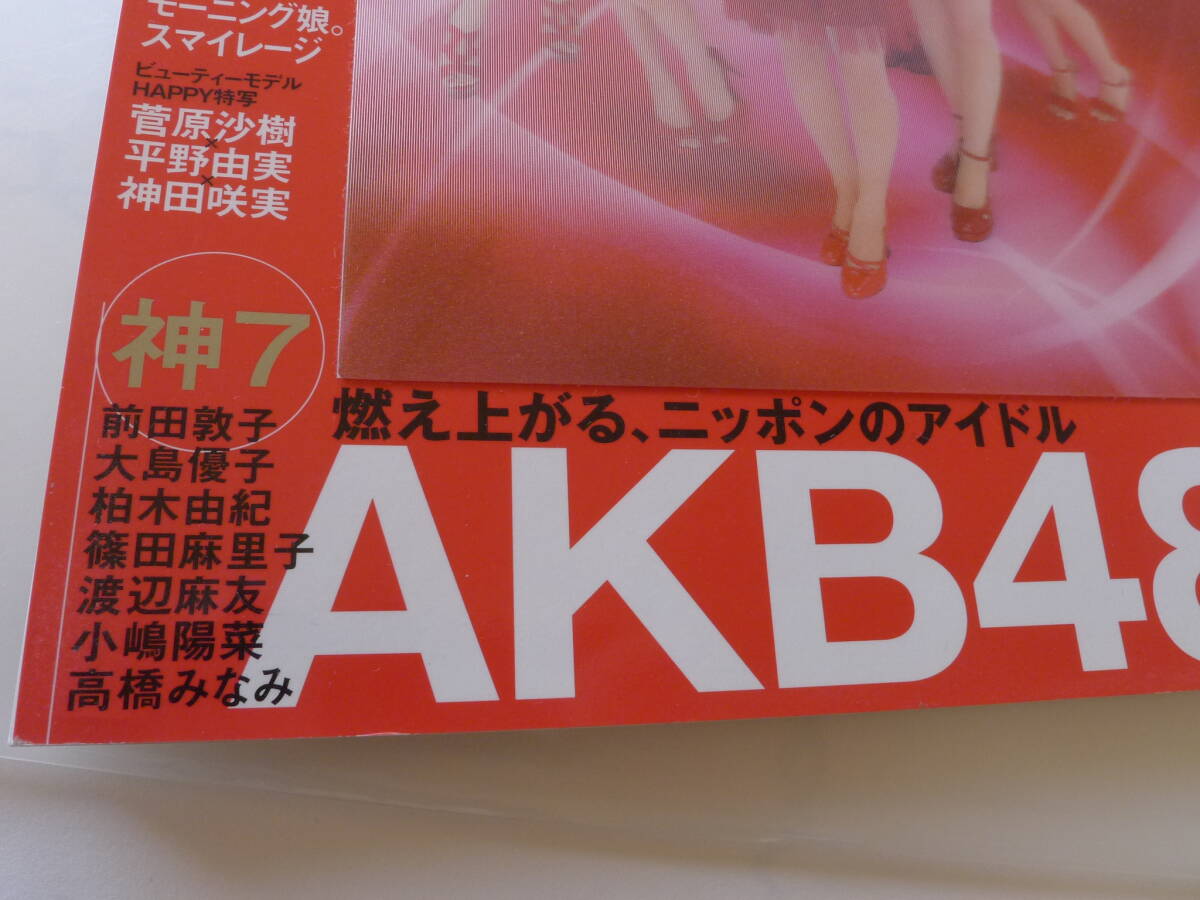 モーニング娘。
スマイレージ
ビューティーモデル
HAPPY特写
菅原沙樹
×
平野由実
×
神田咲実
神7
前田敦子
大島優子
柏木由紀
篠田麻里子
渡辺麻友
小嶋陽菜
高橋みなみ
燃え上がる、ニッポンのアイドル
AKB48